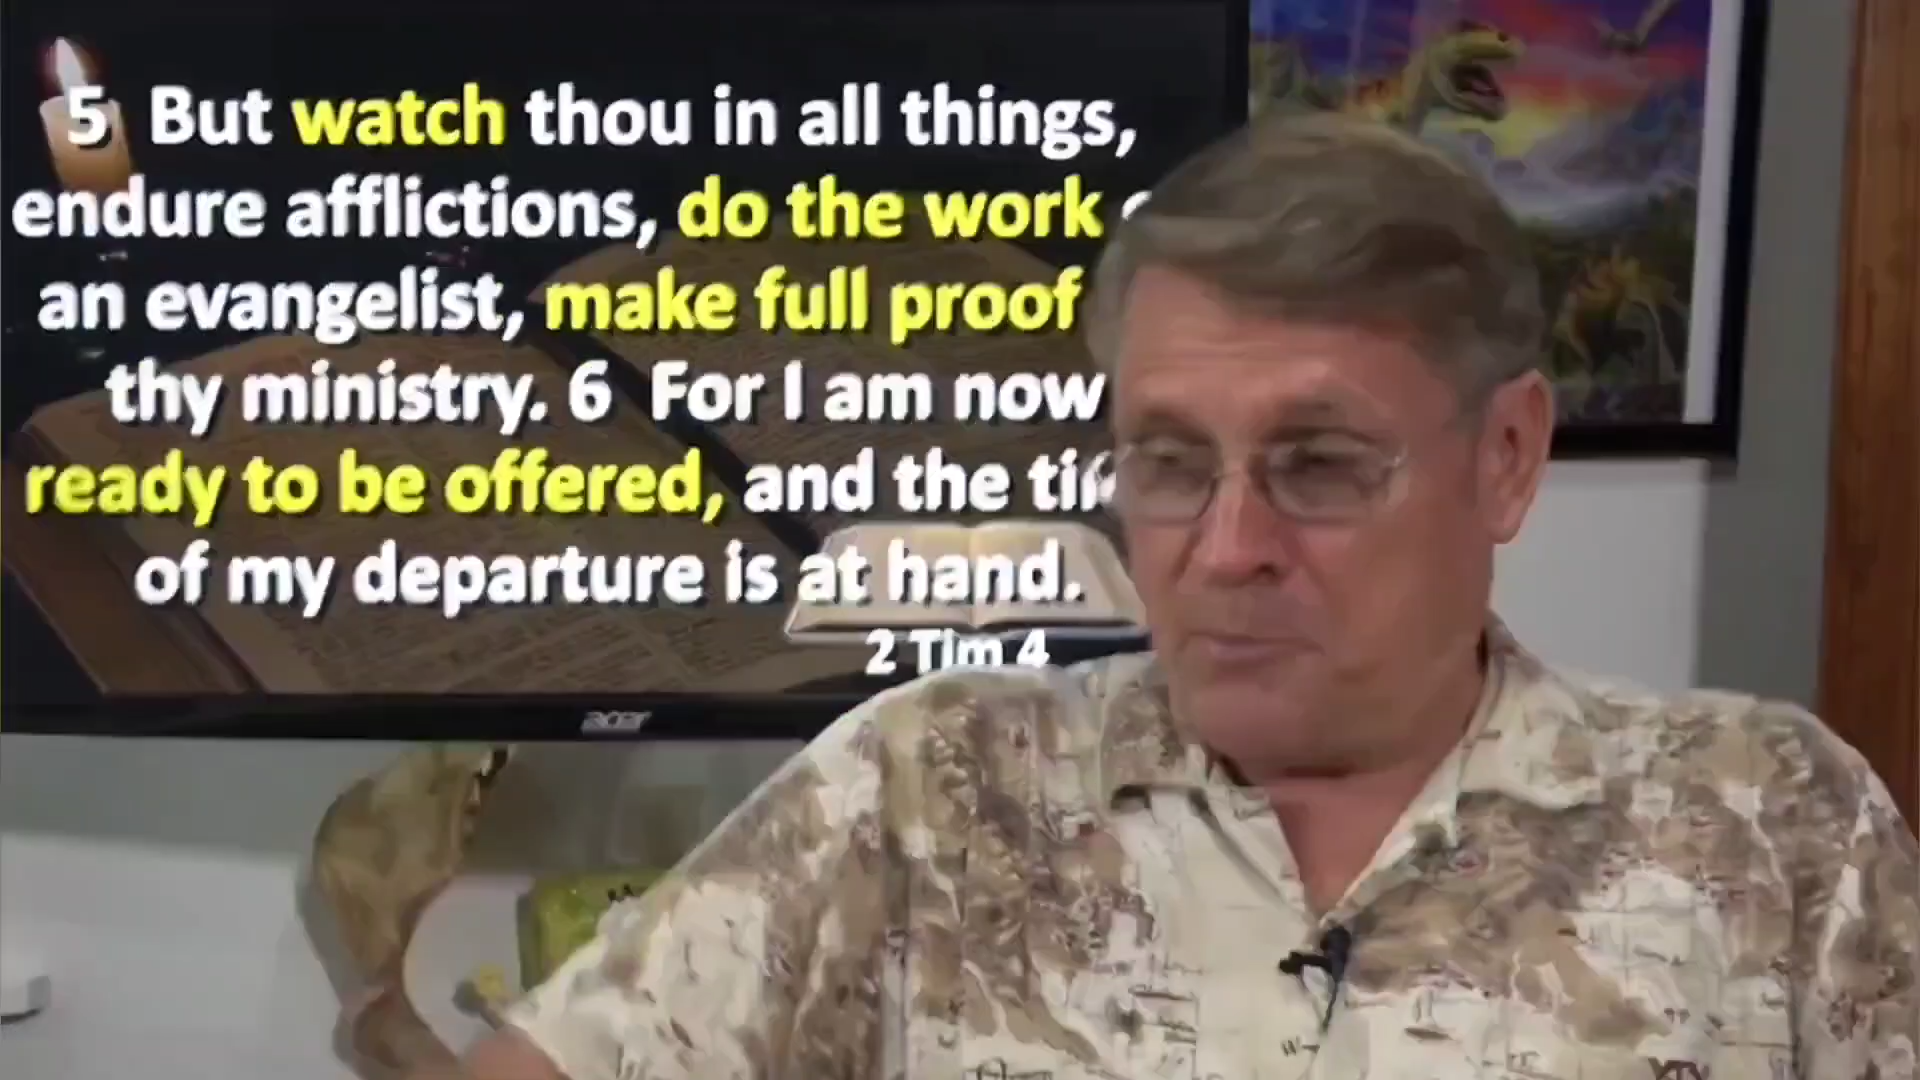 5 But watch thou in all things,
endure afflictions, do the work
an evangelist, make full proof
thy ministry. 6 For I am now
ready to be offered, and the
of my departure is at hand.
2 Tim 4
acer